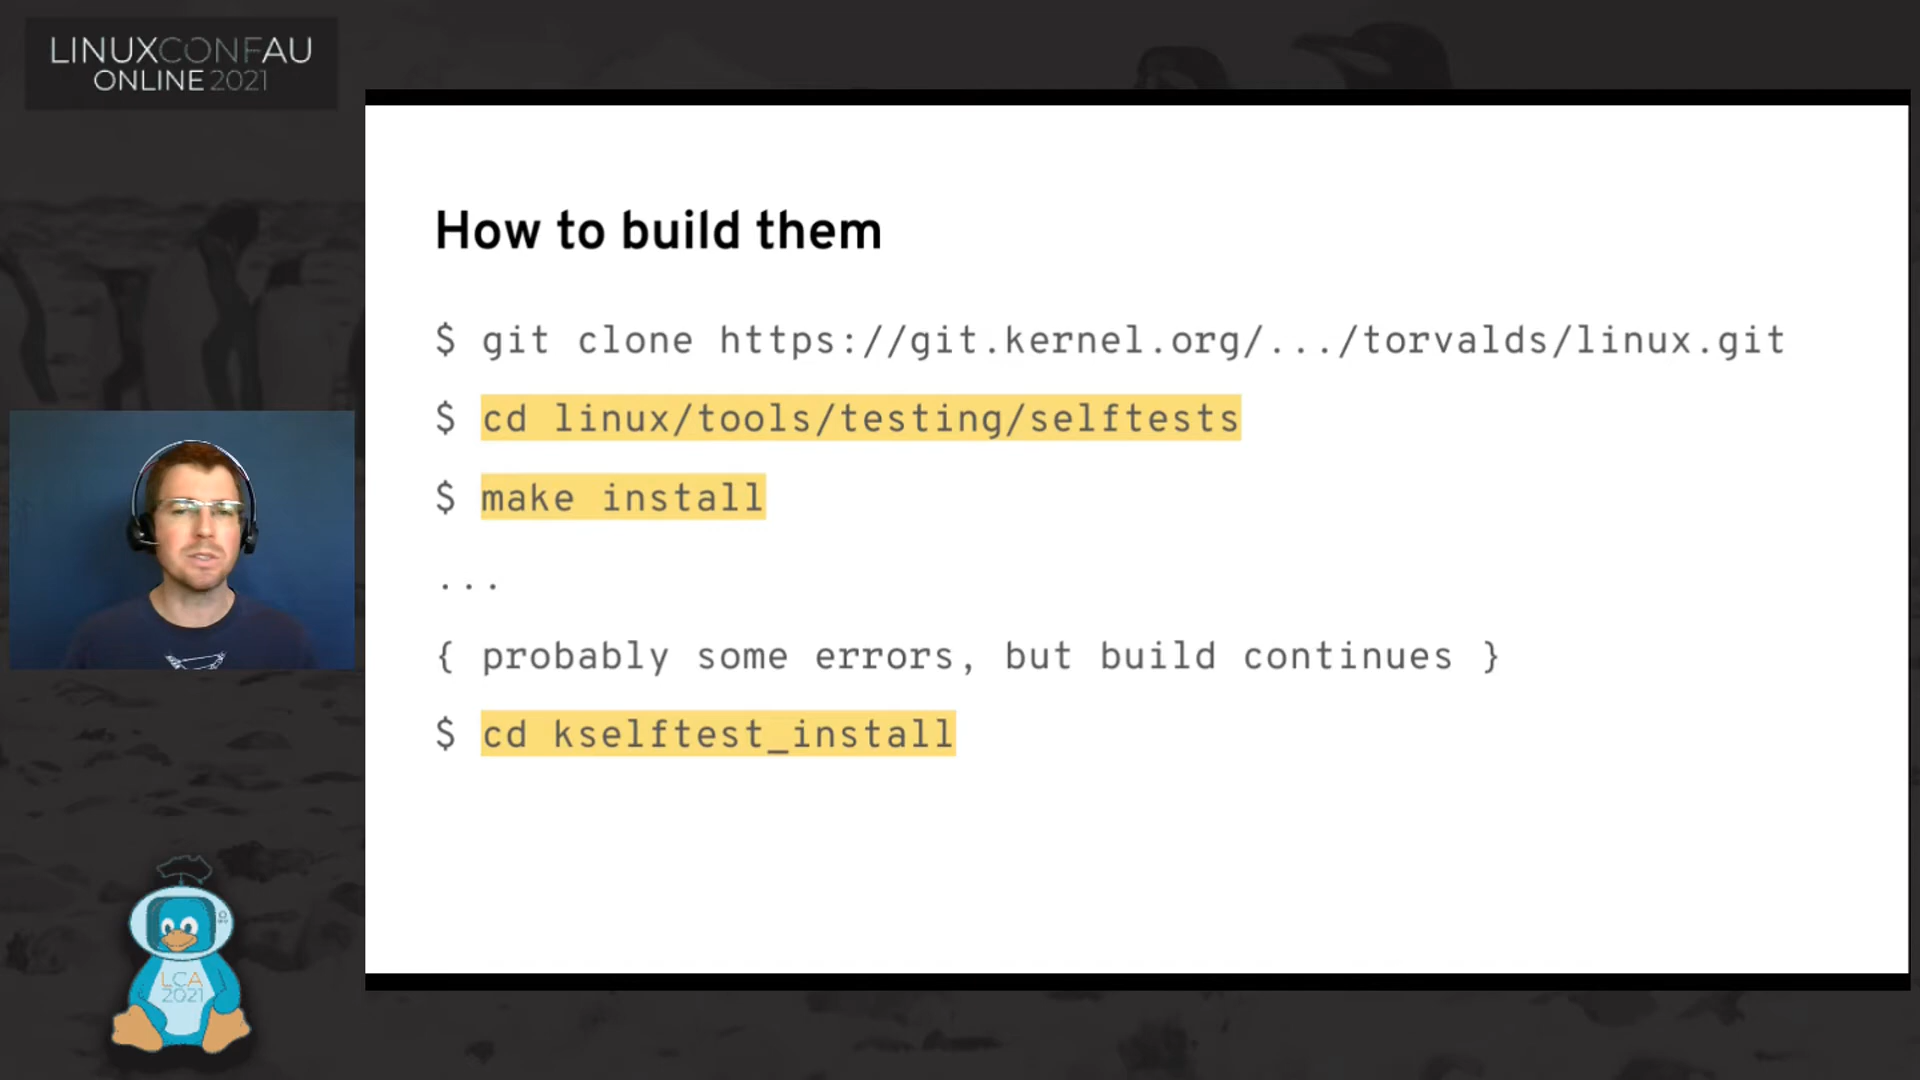 LINUXCONFAU
ONLINE 2021
How to build them
$ git clone https://git.kernel.org/.../torvalds/linux.git
$ cd linux/tools/testing/selftests
$ make install
...
{ probably some errors, but build continues }
$ cd kselftest_install
LCA
2021